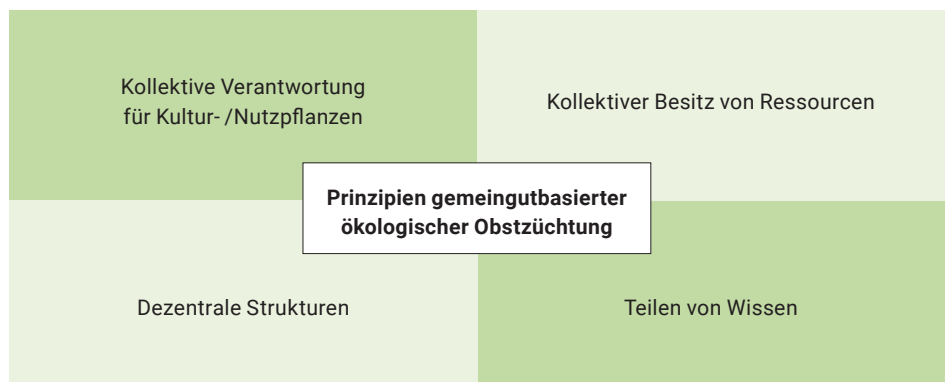 Kollektive Verantwortung
für Kultur- /Nutzpflanzen
Kollektiver Besitz von Ressourcen
Prinzipien gemeingutbasierter
ökologischer Obstzüchtung
Dezentrale Strukturen
Teilen von Wissen